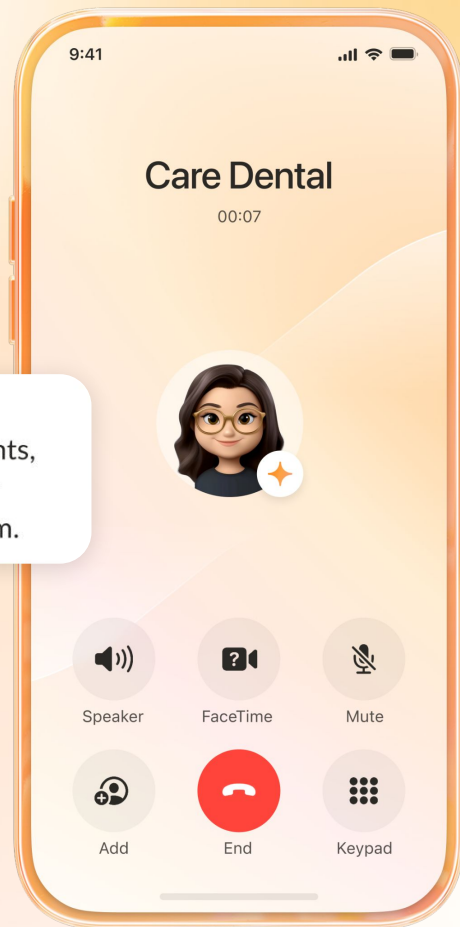 9:41
Care Dental
00:07
nts,
m.
Speaker
FaceTime
Mute
Add
End
Keypad